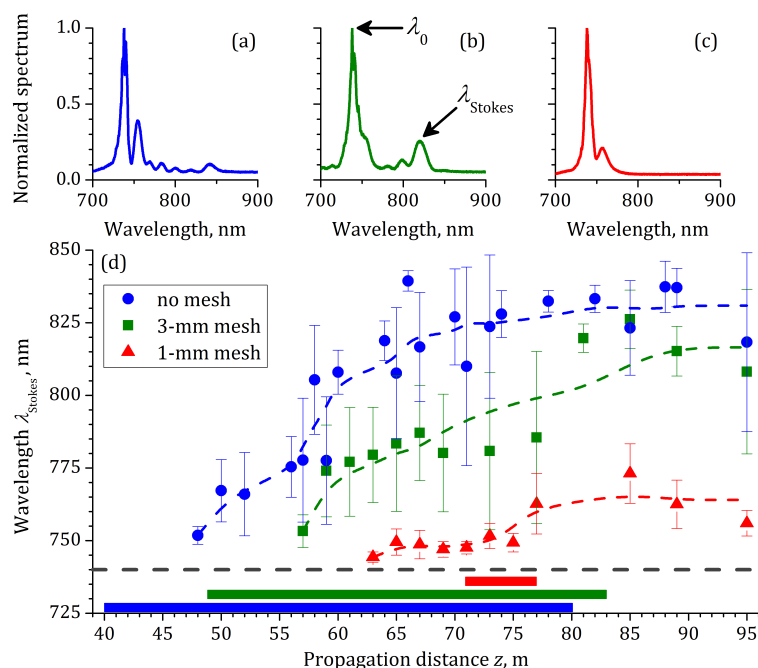 Normalized spectrum
1.0
0.5
0.0
(a)
700
800
900
Wavelength, nm
λ0
(b)
λStokes
700
800
900
Wavelength, nm
(c)
700
800
900
Wavelength, nm
Wavelength λStokes, nm
850
825
800
775
750
725
(d)
no mesh
3-mm mesh
1-mm mesh
40 45 50 55 60 65 70 75 80 85 90 95
Propagation distance z, m